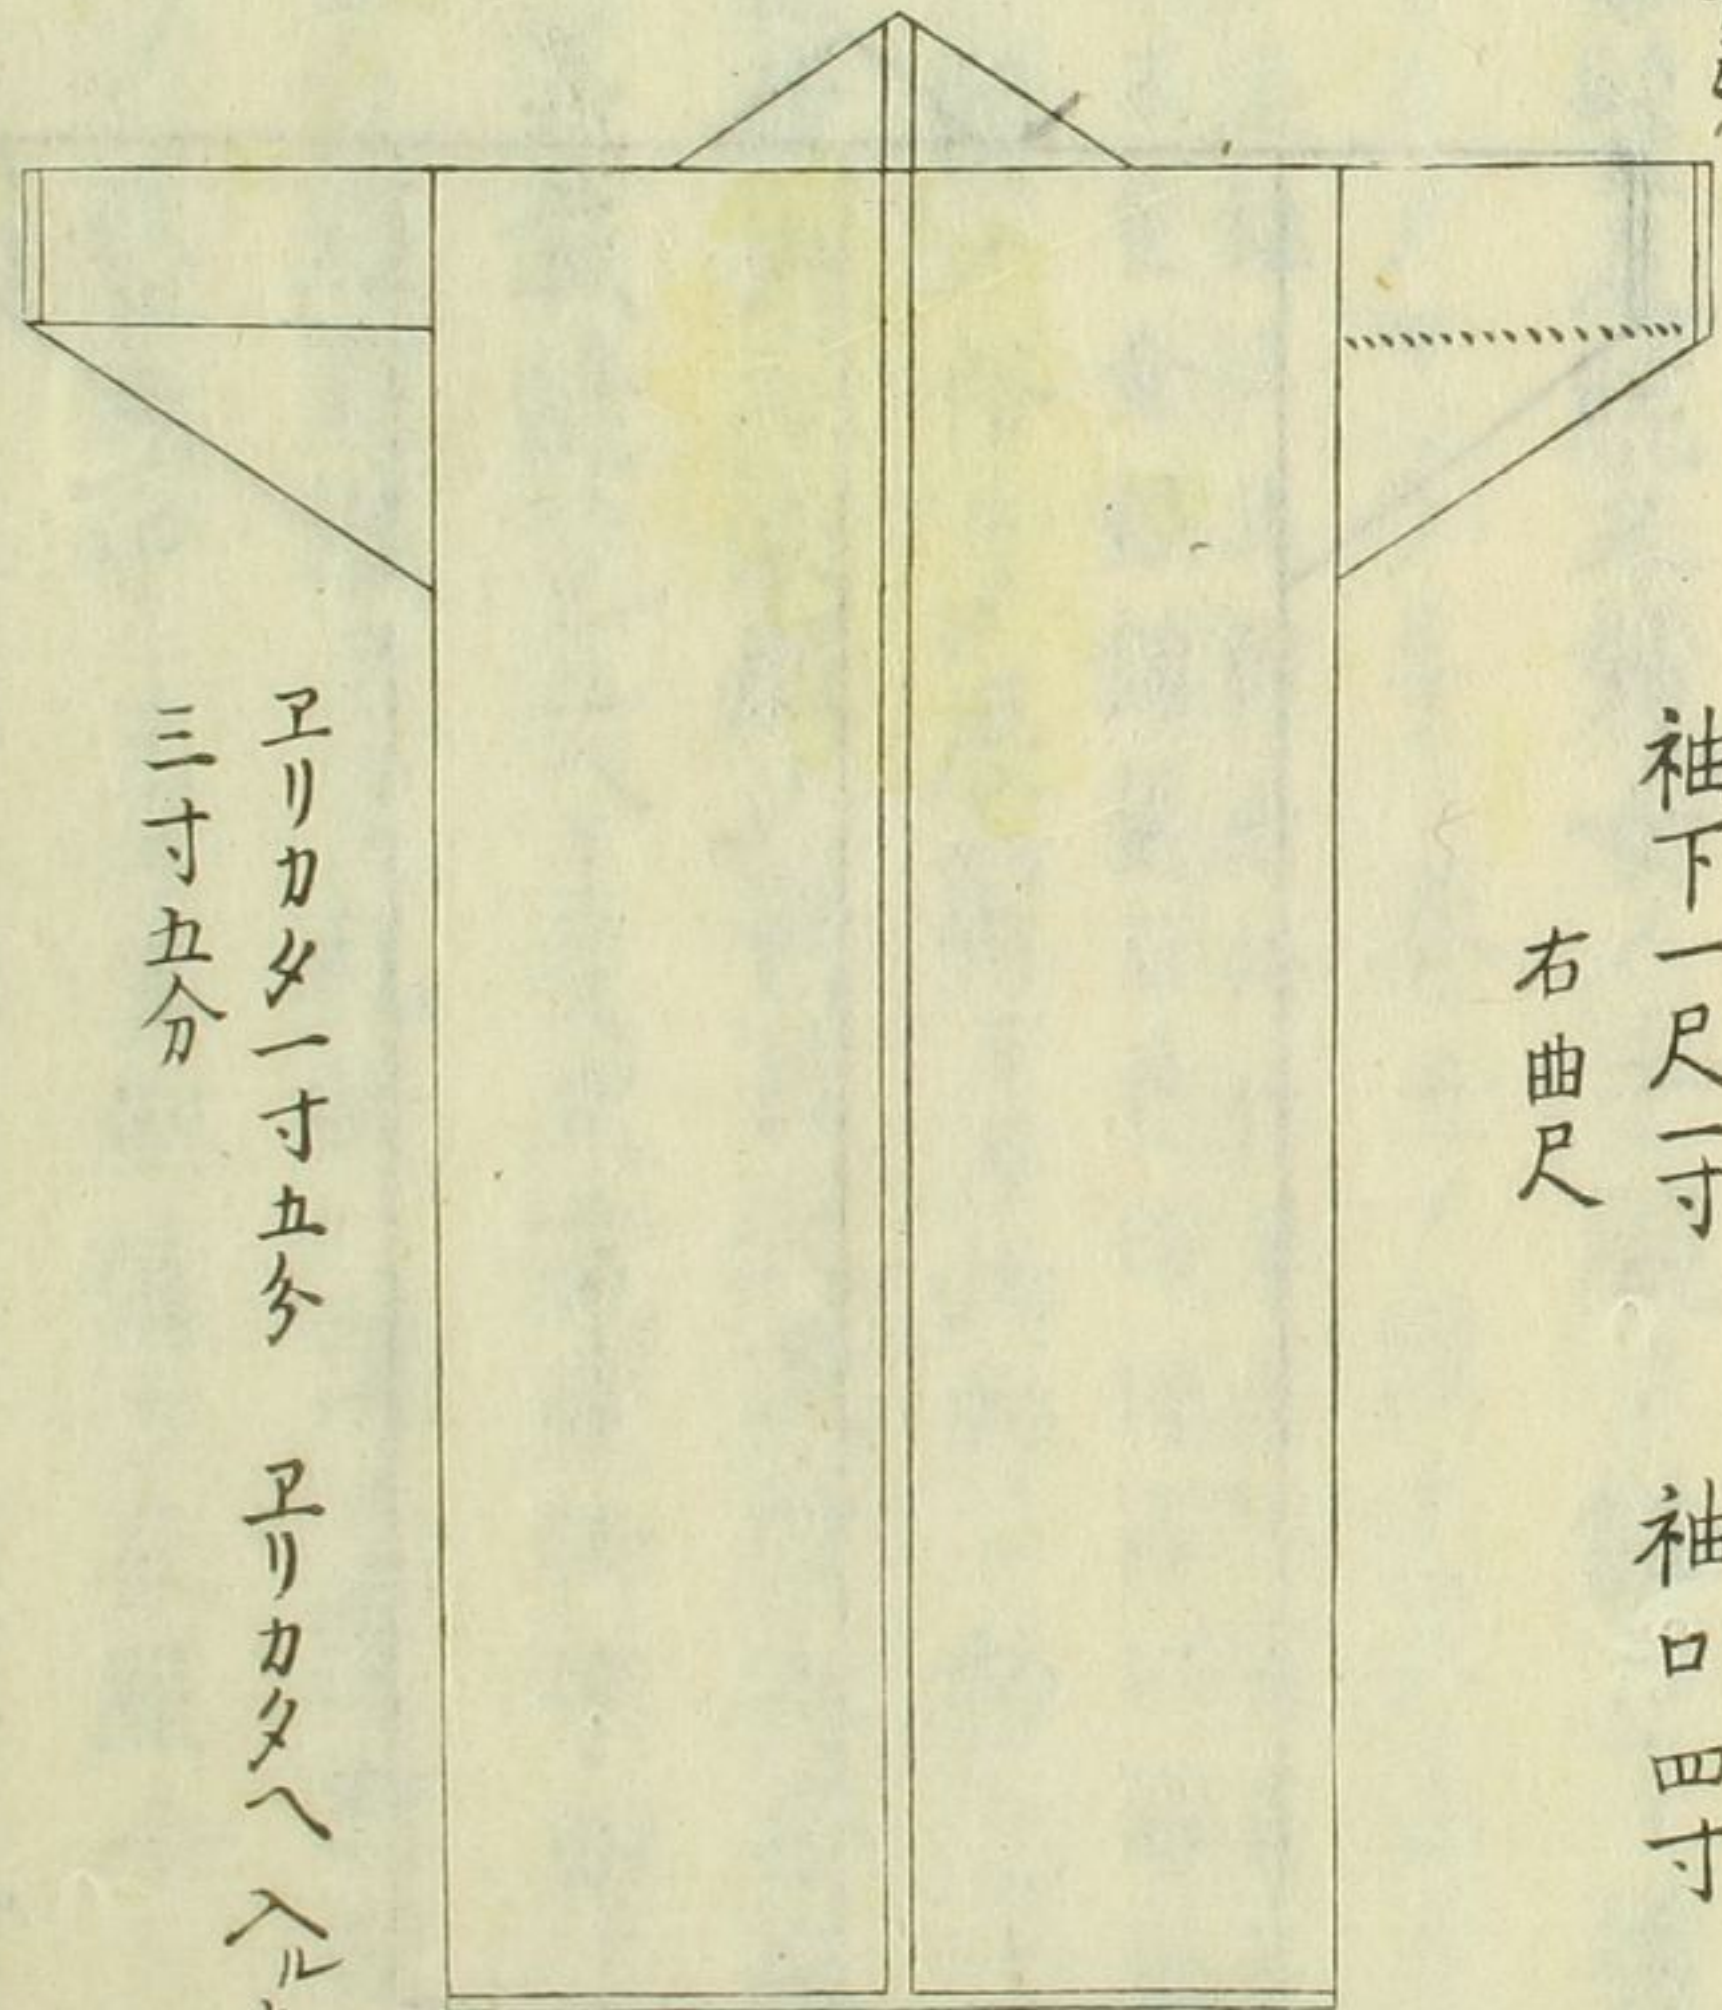 袖下一尺一寸 袖口四寸
右曲尺
ヱリカタ一寸五分 ヱリカタヘ入ル
三寸五分